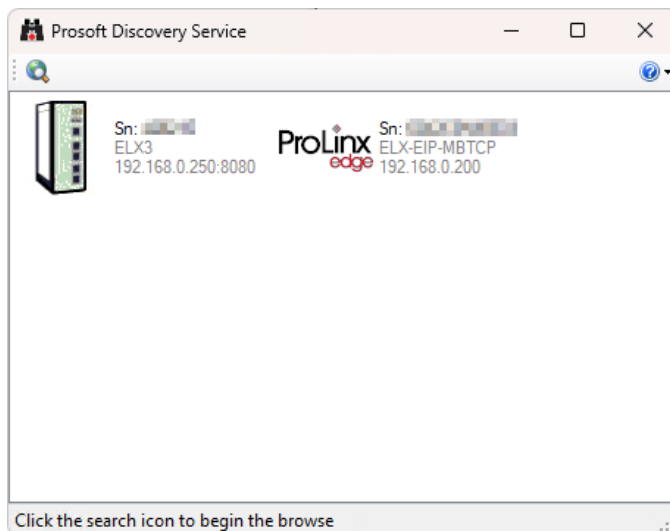 Prosoft Discovery Service
Sn:
ELX3
192.168.0.250:8080
ProLinx
edge
Sn:
ELX-EIP-MBTCP
192.168.0.200
Click the search icon to begin the browse